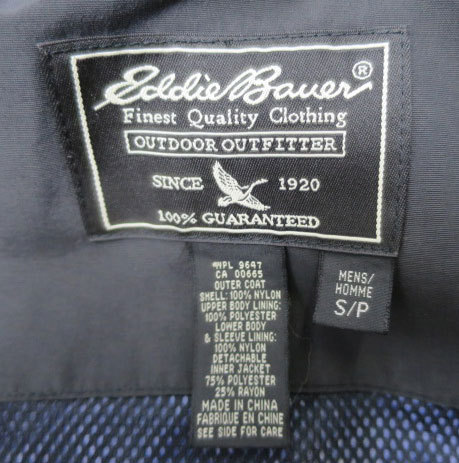 Eddie Bauer®
Finest Quality Clothing
OUTDOOR OUTFITTER
SINCE 1920
100% GUARANTEED
WPL 9647
CA 00665
OUTER COAT
SHELL: 100% NYLON
UPPER BODY LINING:
100% POLYESTER
LOWER BODY
& SLEEVE LINING:
100% NYLON
DETACHABLE
INNER JACKET
75% POLYESTER
25% RAYON
MADE IN CHINA
FABRIQUE EN CHINE
SEE SIDE FOR CARE
MENS/
HOMME
S/P